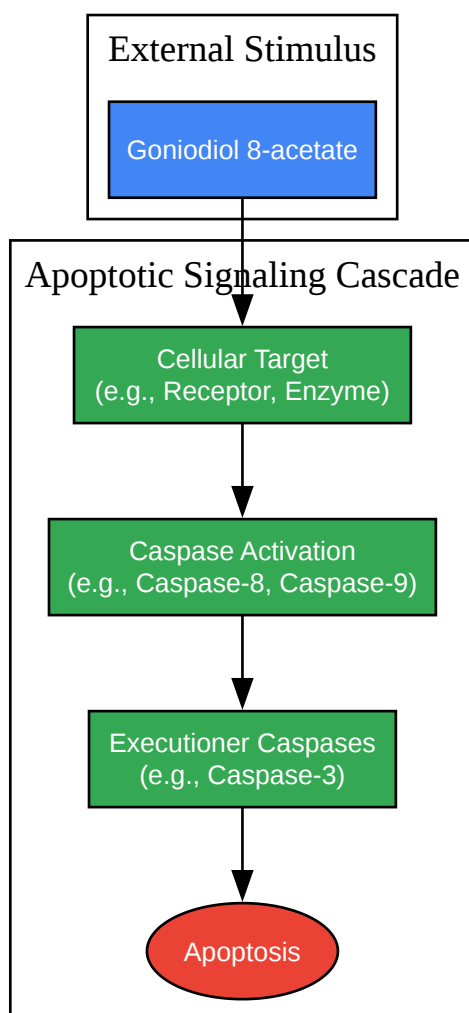 External Stimulus
Goniodiol 8-acetate
Apoptotic Signaling Cascade
Cellular Target
(e.g., Receptor, Enzyme)
Caspase Activation
(e.g., Caspase-8, Caspase-9)
Executioner Caspases
(e.g., Caspase-3)
Apoptosis